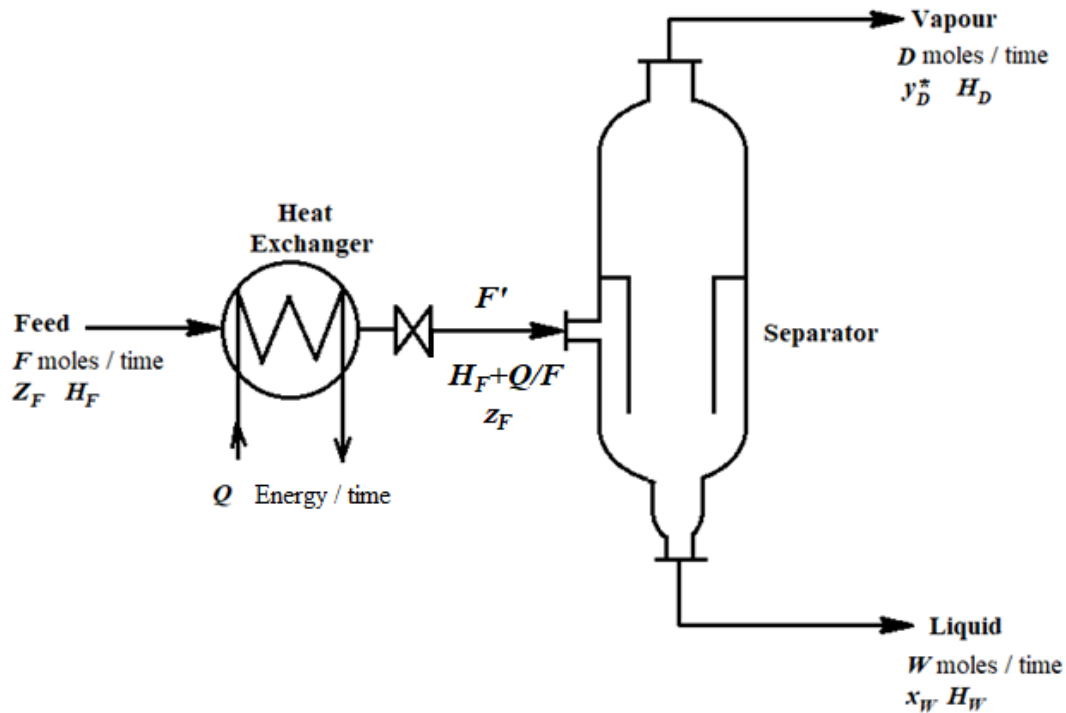 Vapour
D moles / time
y*D HD
Heat
Exchanger
F'
Feed
F moles / time
ZF HF
HF+Q/F
zF
Separator
Q Energy / time
Liquid
W moles / time
xW HW